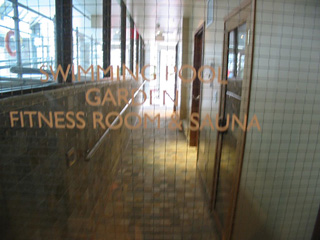 SWIMMING POOL
GARDEN
FITNESS ROOM & SAUNA